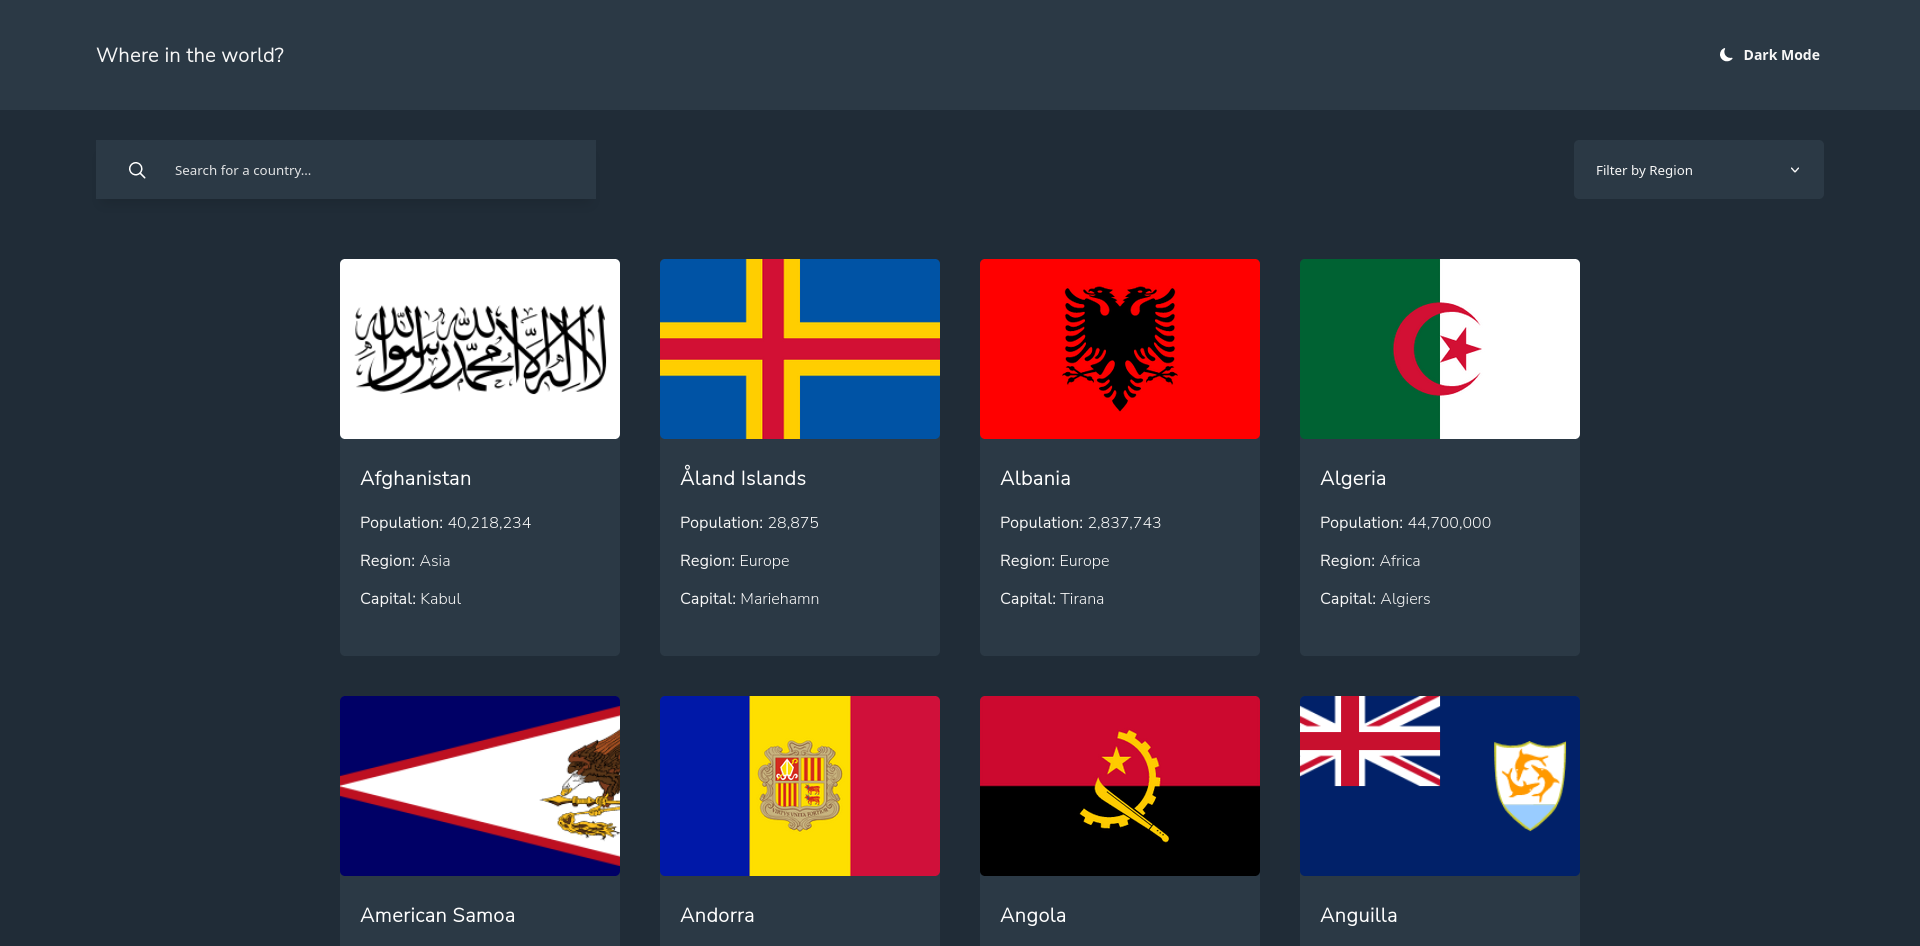 Where in the world?
Dark Mode
Search for a country...
Filter by Region
لا إله إلا الله محمد رسول الله
Afghanistan
Population: 40,218,234
Region: Asia
Capital: Kabul
Åland Islands
Population: 28,875
Region: Europe
Capital: Mariehamn
Albania
Population: 2,837,743
Region: Europe
Capital: Tirana
Algeria
Population: 44,700,000
Region: Africa
Capital: Algiers
American Samoa
Andorra
Angola
Anguilla